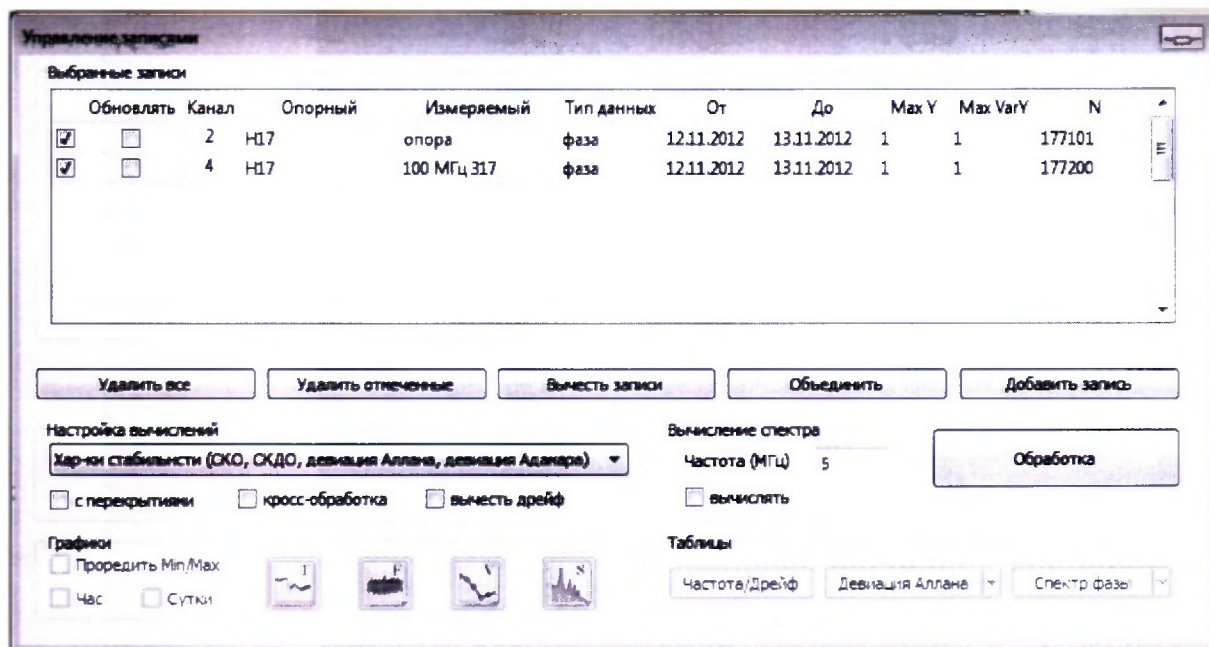 Управление записями
Выбранные записи
Обновлять Канал Опорный Измеряемый Тип данных От До Max Y Max VarY N
2 H17 опора фаза 12.11.2012 13.11.2012 1 1 177101
4 H17 100 МГц 317 фаза 12.11.2012 13.11.2012 1 1 177200
Удалить все Удалить отмеченные Вычесть записи Объединить Добавить запись
Настройка вычислений Вычисление спектра
Хар-ки стабильнсти (СКО, СКДО, девиация Аллана, девиация Адамара) Частота (МГц) 5 Обработка
с перекрытиями кросс-обработка вычесть дрейф вычислять
Графики Таблицы
Проредить Min/Max
Час Сутки Частота/Дрейф Девиация Аллана Спектр фазы